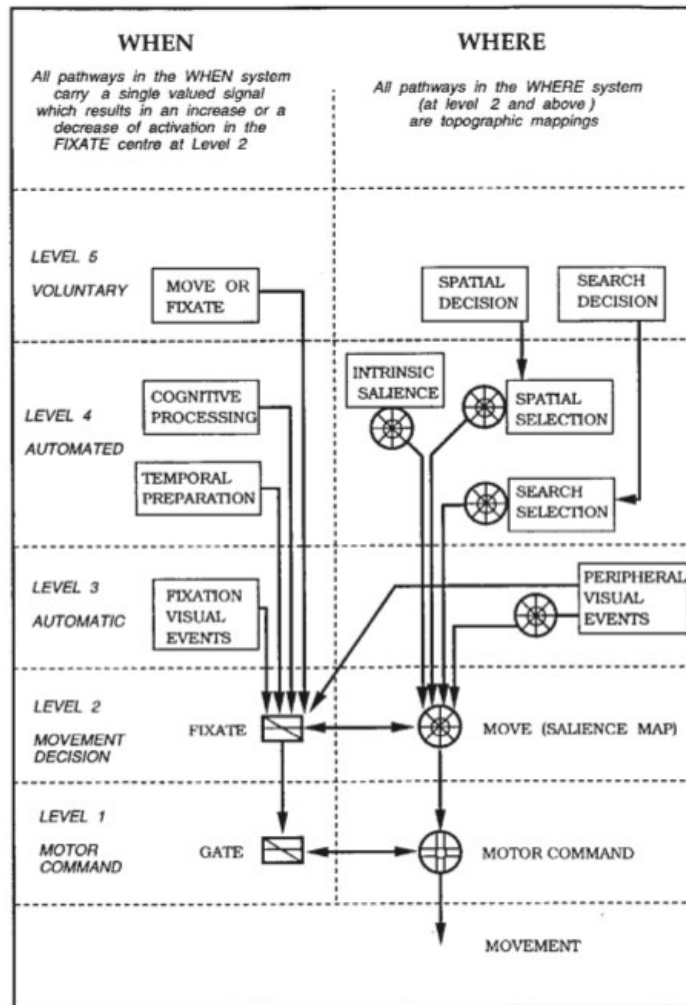 WHEN
All pathways in the WHEN system
carry a single valued signal
which results in an increase or a
decrease of activation in the
FIXATE centre at Level 2
WHERE
All pathways in the WHERE system
(at level 2 and above)
are topographic mappings
LEVEL 5
VOLUNTARY
MOVE OR
FIXATE
SPATIAL
DECISION
SEARCH
DECISION
LEVEL 4
AUTOMATED
COGNITIVE
PROCESSING
TEMPORAL
PREPARATION
INTRINSIC
SALIENCE
SPATIAL
SELECTION
SEARCH
SELECTION
LEVEL 3
AUTOMATIC
FIXATION
VISUAL
EVENTS
PERIPHERAL
VISUAL
EVENTS
LEVEL 2
MOVEMENT
DECISION
FIXATE
MOVE (SALIENCE MAP)
LEVEL 1
MOTOR
COMMAND
GATE
MOTOR COMMAND
MOVEMENT